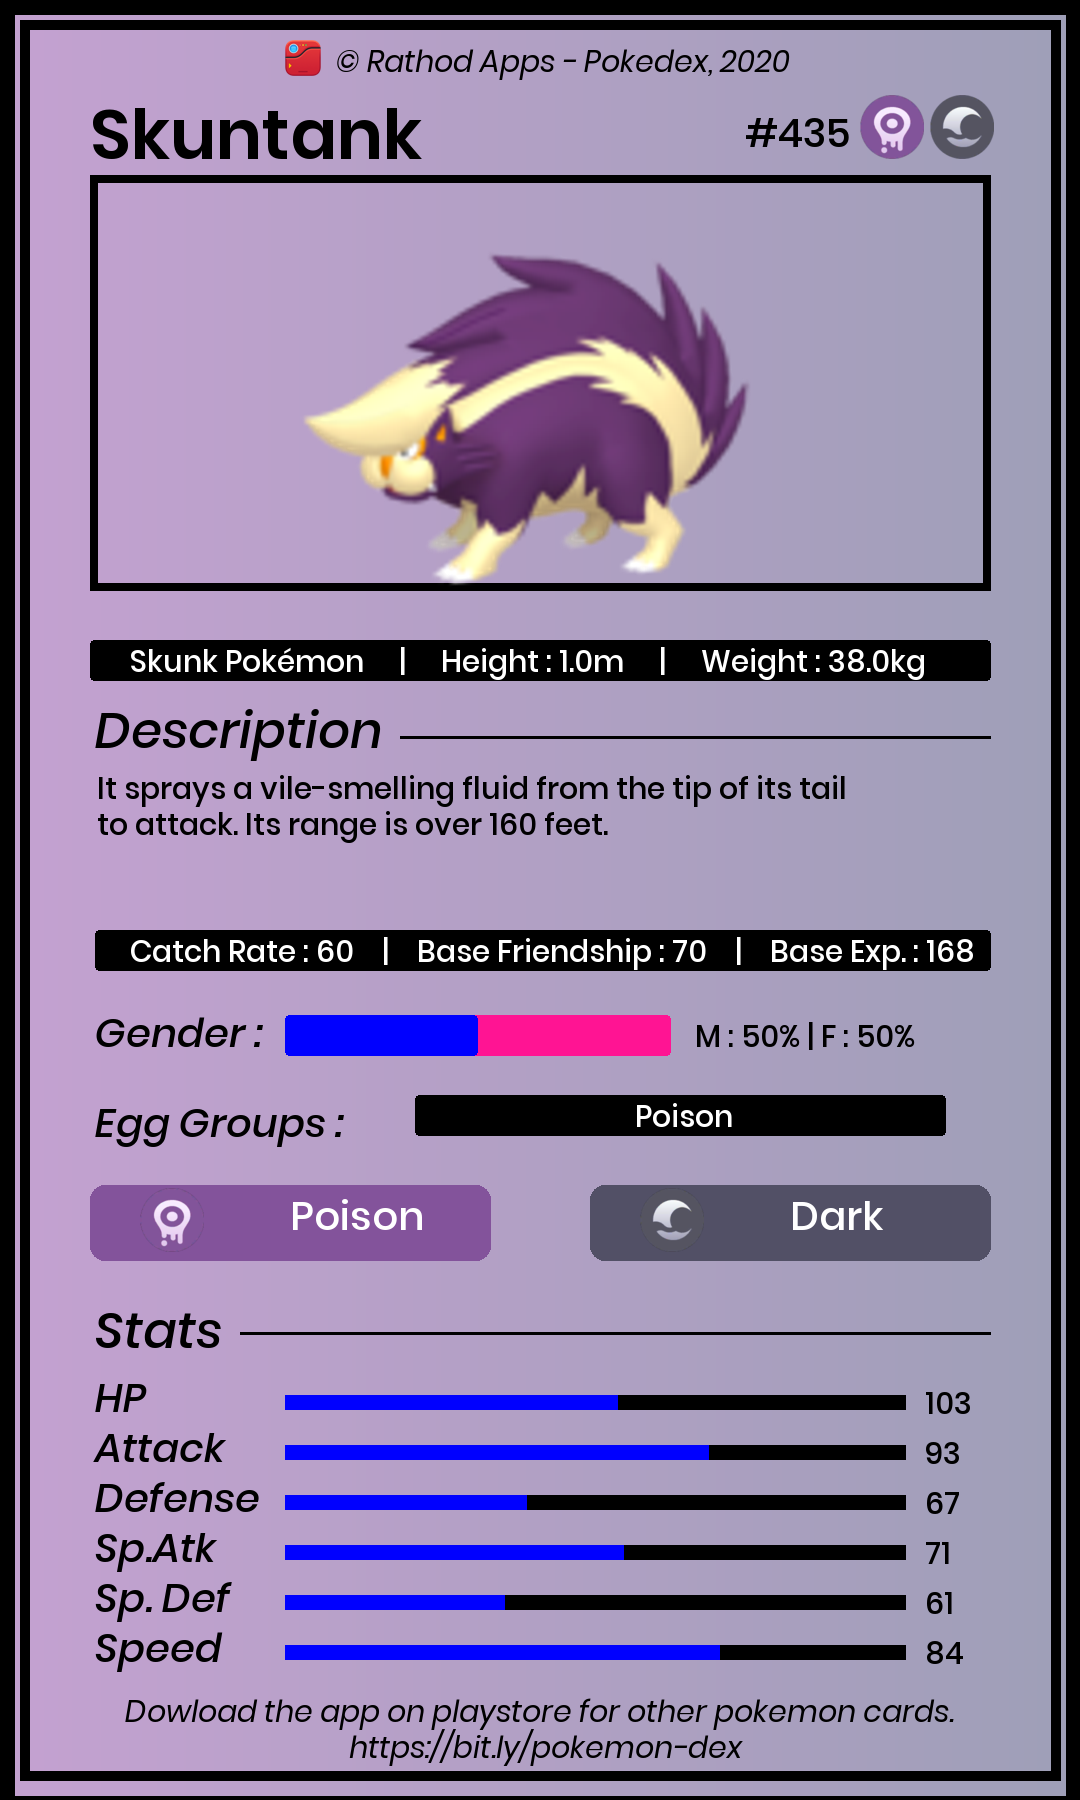 © Rathod Apps - Pokedex, 2020
Skuntank #435
Skunk Pokémon | Height : 1.0m | Weight : 38.0kg
Description
It sprays a vile-smelling fluid from the tip of its tail
to attack. Its range is over 160 feet.
Catch Rate : 60 | Base Friendship : 70 | Base Exp. : 168
Gender : M : 50% | F : 50%
Egg Groups : Poison
Poison Dark
Stats
HP 103
Attack 93
Defense 67
Sp.Atk 71
Sp. Def 61
Speed 84
Dowload the app on playstore for other pokemon cards.
https://bit.ly/pokemon-dex